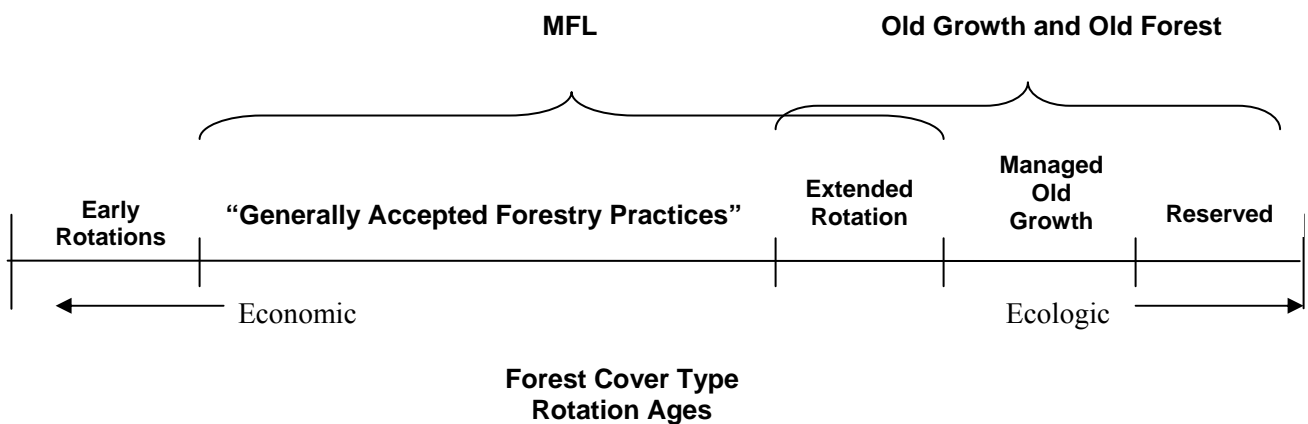 MFL
Old Growth and Old Forest
Early
Rotations
“Generally Accepted Forestry Practices”
Extended
Rotation
Managed
Old
Growth
Reserved
Economic
Ecologic
Forest Cover Type
Rotation Ages